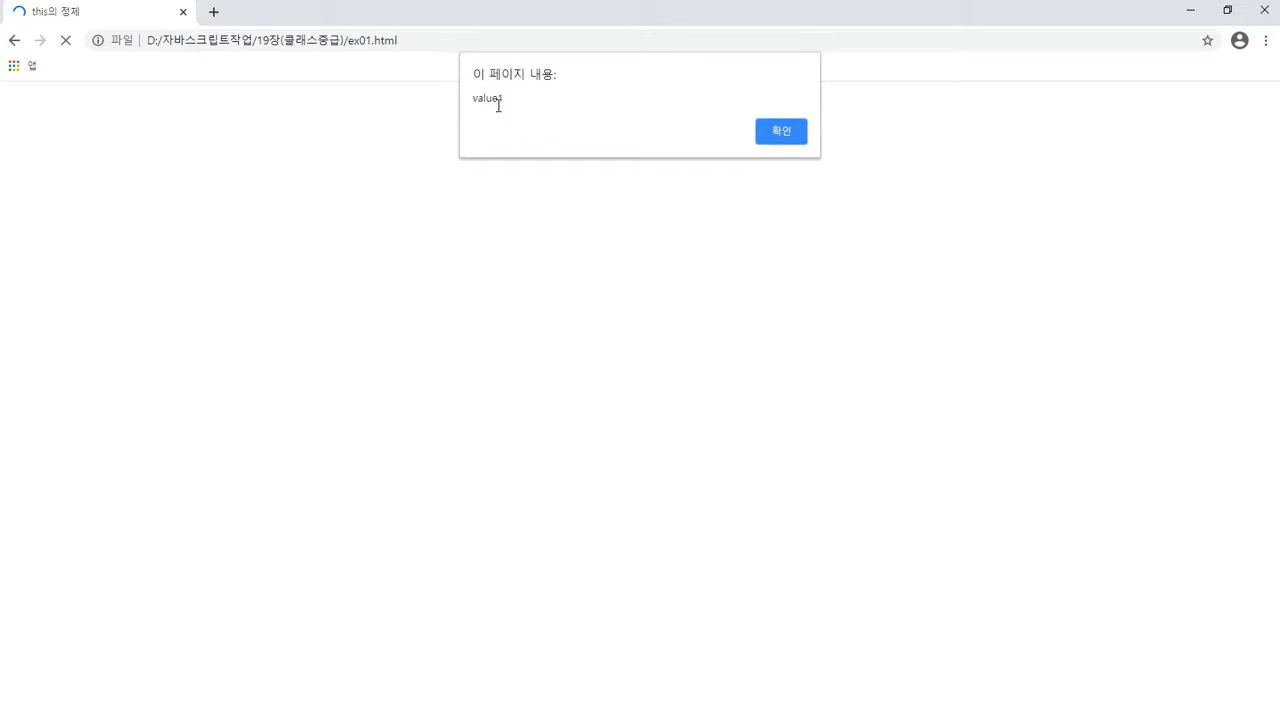 this의 정체
파일
D:/자바스크립트작업/19장(클래스중급)/ex01.html
앱
이 페이지 내용:
value1
확인